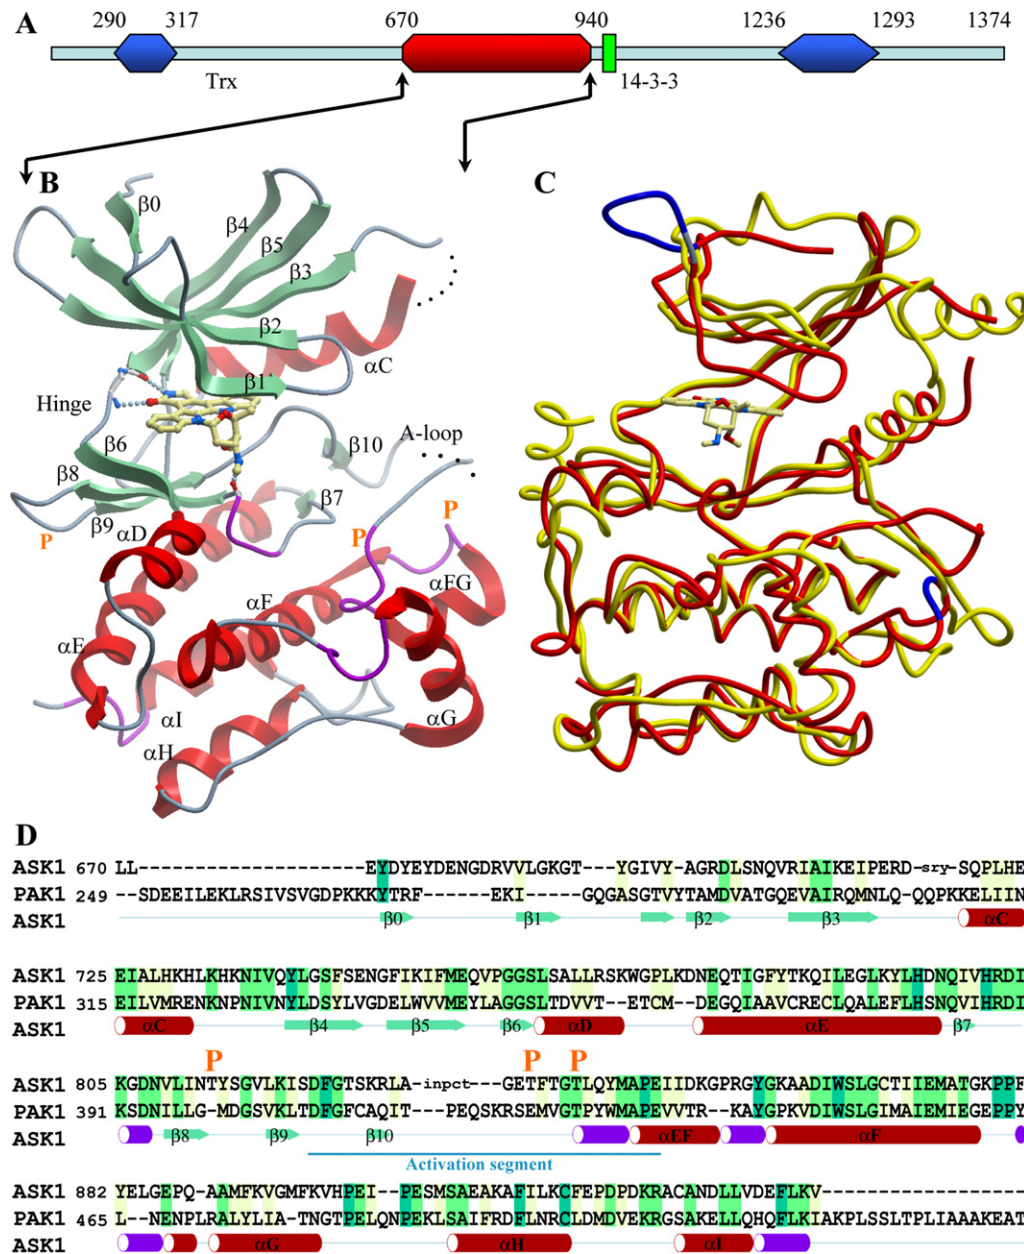 A 290 317 670 940 1236 1293 1374
Trx 14-3-3
B C
β0
β4
β5
β3
β2
αC
β1
Hinge
β6
β10
A-loop
β8
β7
β9
P
αD
P
P
αFG
αF
αE
αI
αG
αH
D
ASK1 670 LL---------------EYDYEYDENGDRVVLGKGT---YGIVY-AGRDLSNQVRIAIKEIPERD-sry-SQPLHE
PAK1 249 --SDEEILEKLRSIVSVGDPKKKYTRF-----EKI-----GQGASGTVYTAMDVATGQEVAIRQMNLQ-QQPKKELIIN
ASK1 β0 β1 β2 β3 αC
ASK1 725 EIALHKHLKHKNIVQYLGSFSENGFIKIFMEQVPGGSLSALLRSKWGPLKDNEQTIGFYTKQILEGLKYLHDNQIVHRDI
PAK1 315 EILVMRENKNPNIVNYLDSYLVGDELWVVMEYLAGGSLTDVVT--ETCM--DEGQIAAVCRECLQALEFLHSNQVIHRDI
ASK1 αC β4 β5 β6 αD αE β7
P P P
ASK1 805 KGDNVLINTYSGVLKISDFGTSKRLA-inpct---GETFTGTLQYMAPEIIDKGPRGYGKAADIWSLGCTIIEMATGKPPF
PAK1 391 KSDNILLG-MDGSVKLTDFGFCAQIT---PEQSKRSEMVGTPYWMAPEVVTR--KAYGPKVDIWSLGIMAIEMIEGEPPY
ASK1 β8 β9 β10 αEF αF
Activation segment
ASK1 882 YELGEPQ-AAMFKVGMFKVHPEI--PESMSAEAKAFILKCFEPDPDKRACANDLLVDEFLKV---------------
PAK1 465 L--NENPLRALYLIA-TNGTPELQNPEKLSAIFRDFLNRCLDMDVEKRGSAKELLQHQFLKIAKPLSSLTPLIAAAKEAT
ASK1 αG αH αI